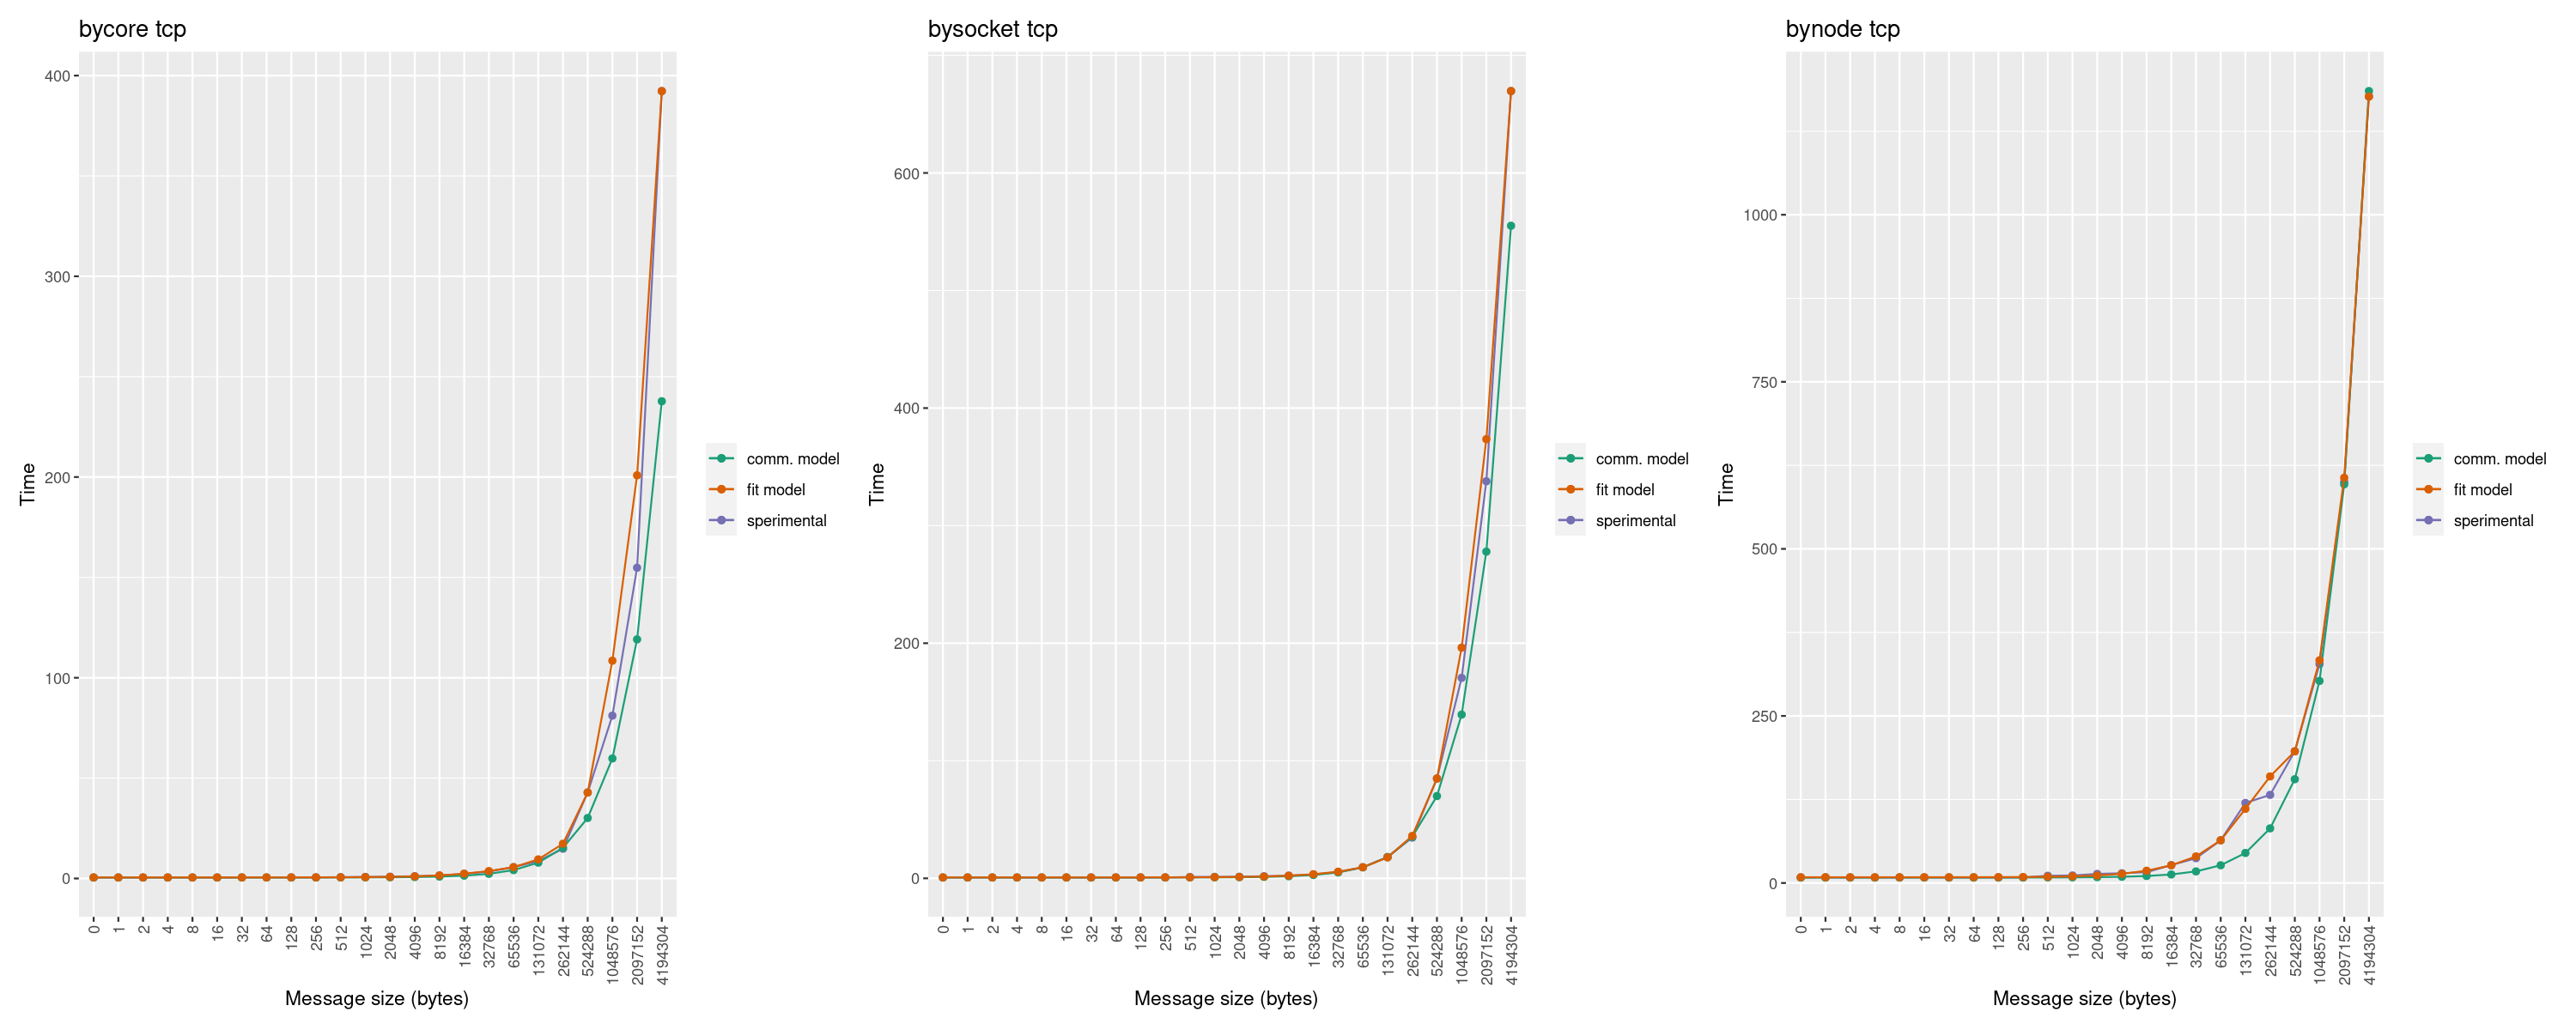 bycore tcp
400
300
200
100
0
Time
0 1 2 4 8 16 32 64 128 256 512 1024 2048 4096 8192 16384 32768 65536 131072 262144 524288 1048576 2097152 4194304
Message size (bytes)
comm. model
fit model
sperimental
bysocket tcp
600
400
200
0
Time
0 1 2 4 8 16 32 64 128 256 512 1024 2048 4096 8192 16384 32768 65536 131072 262144 524288 1048576 2097152 4194304
Message size (bytes)
comm. model
fit model
sperimental
bynode tcp
1000
750
500
250
0
Time
0 1 2 4 8 16 32 64 128 256 512 1024 2048 4096 8192 16384 32768 65536 131072 262144 524288 1048576 2097152 4194304
Message size (bytes)
comm. model
fit model
sperimental